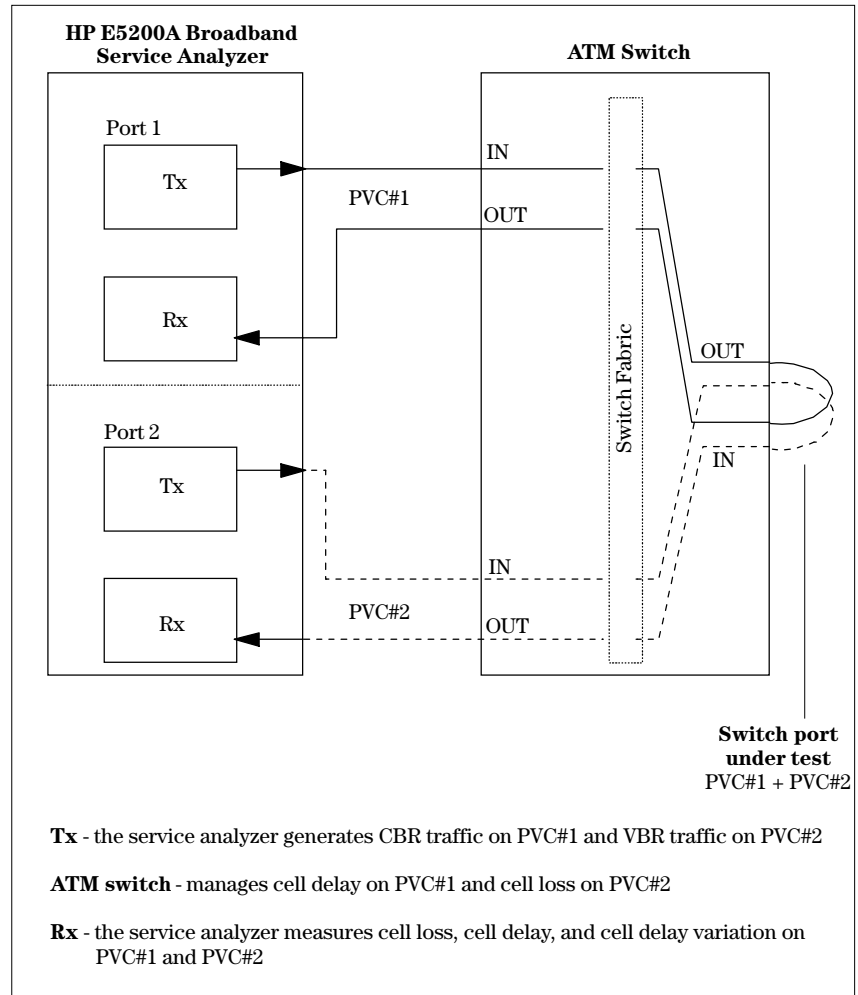 HP E5200A Broadband
Service Analyzer
ATM Switch
Port 1
Tx
IN
PVC#1
OUT
Rx
Switch Fabric
OUT
Port 2
IN
Tx
IN
PVC#2
Rx
OUT
Switch port
under test
PVC#1 + PVC#2
Tx - the service analyzer generates CBR traffic on PVC#1 and VBR traffic on PVC#2
ATM switch - manages cell delay on PVC#1 and cell loss on PVC#2
Rx - the service analyzer measures cell loss, cell delay, and cell delay variation on
PVC#1 and PVC#2